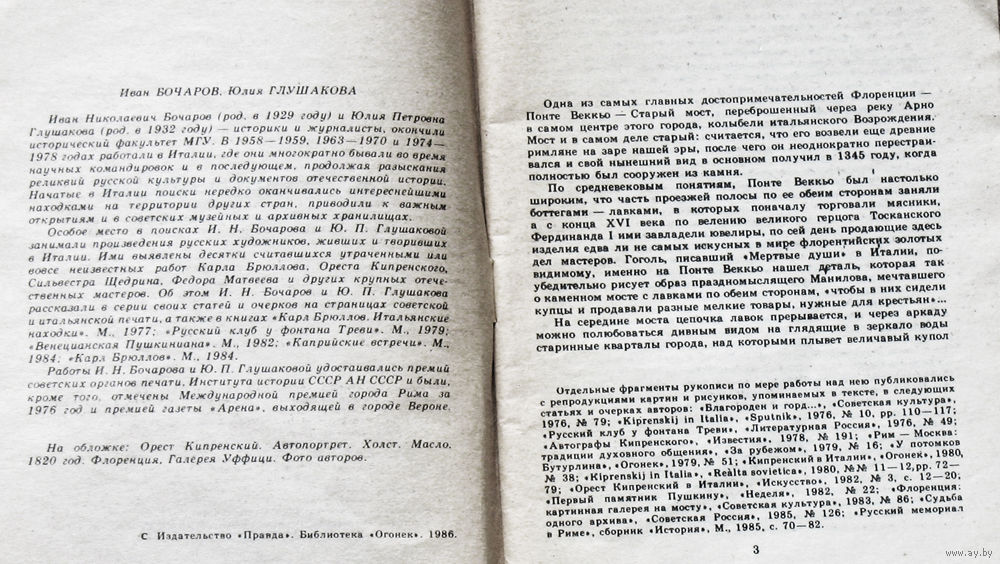 Иван БОЧАРОВ, Юлия ГЛУШАКОВА
Иван Николаевич Бочаров (род. в 1929 году) и Юлия Петровна
Глушакова (род. в 1932 году) — историки и журналисты, окончили
исторический факультет МГУ. В 1958—1959, 1963—1970 и 1974—
1978 годах работали в Италии, где они многократно бывали во время
научных командировок и в последующем, продолжая разыскания
реликвий русской культуры и документов отечественной истории.
Начатые в Италии поиски нередко оканчивались интереснейшими
находками на территории других стран, приводили к важным
открытиям и в советских музейных и архивных хранилищах.
Особое место в поисках И. Н. Бочарова и Ю. П. Глушаковой
занимали произведения русских художников, живших и творивших
в Италии. Ими выявлены десятки считавшихся утраченными или
вовсе неизвестных работ Карла Брюллова, Ореста Кипренского,
Сильвестра Щедрина, Федора Матвеева и других крупных отече-
ственных мастеров. Об этом И. Н. Бочаров и Ю. П. Глушакова
рассказали в серии своих статей и очерков на страницах советской
и итальянской печати, а также в книгах «Карл Брюллов. Итальянские
находки». М., 1977; «Русский клуб у фонтана Треви». М., 1979;
«Венецианская Пушкиниана». М., 1982; «Каприйские встречи». М.,
1984; «Карл Брюллов». М., 1984.
Работы И. Н. Бочарова и Ю. П. Глушаковой удостаивались премий
советских органов печати, Института истории СССР АН СССР и были,
кроме того, отмечены Международной премией города Рима за
1976 год и премией газеты «Арена», выходящей в городе Вероне.
На обложке: Орест Кипренский. Автопортрет. Холст. Масло.
1820 год. Флоренция, Галерея Уффици. Фото авторов.
С Издательство «Правда». Библиотека «Огонек». 1986.
Одна из самых главных достопримечательностей Флоренции —
Понте Веккьо — Старый мост, переброшенный через реку Арно
в самом центре этого города, колыбели итальянского Возрождения.
Мост и в самом деле старый: считается, что его возвели еще древние
римляне на заре нашей эры, после чего он неоднократно перестраи-
вался и свой нынешний вид в основном получил в 1345 году, когда
полностью был сооружен из камня.
По средневековым понятиям, Понте Веккьо был настолько
широким, что часть проезжей полосы по ее обеим сторонам заняли
боттегами — лавками, в которых поначалу торговали мясники,
а с конца XVI века по велению великого герцога Тосканского
Фердинанда I ими завладели ювелиры, по сей день продающие здесь
изделия едва ли не самых искусных в мире флорентийских золотых
дел мастеров. Гоголь, писавший «Мертвые души» в Италии, по-
видимому, именно на Понте Веккьо нашел деталь, которая так
убедительно рисует образ праздномыслящего Манилова, мечтавшего
о каменном мосте с лавками по обеим сторонам, «чтобы в них сидели
купцы и продавали разные мелкие товары, нужные для крестьян»...
На середине моста цепочка лавок прерывается, и через аркаду
можно полюбоваться дивным видом на глядящие в зеркало воды
старинные кварталы города, над которыми плывет величавый купол
Отдельные фрагменты рукописи по мере работы над нею публиковались
с репродукциями картин и рисунков, упоминаемых в тексте, в следующих
статьях и очерках авторов: «Благороден и горд...», «Советская культура»,
1976, № 79; «Kiprenskij in Italia», «Sputnik», 1976, № 10, pp. 110—117;
«Русский клуб у фонтана Треви», «Литературная Россия», 1976, № 49;
«Автографы Кипренского», «Известия», 1978, № 191; «Рим — Москва:
традиции духовного общения», «За рубежом», 1979, № 16; «У потомков
Бутурлина», «Огонек», 1979, № 51; «Кипренский в Италии», «Огонек», 1980,
№ 38; «Kiprenskij in Italia», «Realtà sovietica», 1980, №№ 11—12, pp. 72—
79; «Орест Кипренский в Италии», «Искусство», 1982, № 3, с. 12—20;
«Первый памятник Пушкину», «Неделя», 1982, № 22; «Флоренция:
картинная галерея на мосту», «Советская культура», 1983, № 86; «Судьба
одного архива», «Советская Россия», 1985, № 126; «Русский мемориал
в Риме», сборник «История», М., 1985, с. 70—82.
3
www.ay.by